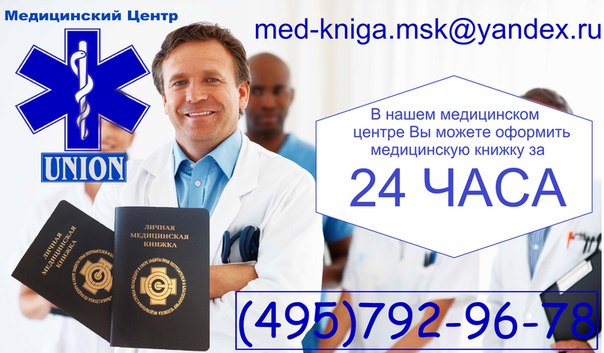 Медицинский Центр
UNION
med-kniga.msk@yandex.ru
В нашем медицинском
центре Вы можете оформить
медицинскую книжку за
24 ЧАСА
ЛИЧНАЯ
МЕДИЦИНСКАЯ
КНИЖКА
ЛИЧНАЯ
МЕДИЦИНСКАЯ
КНИЖКА
(495)792-96-78